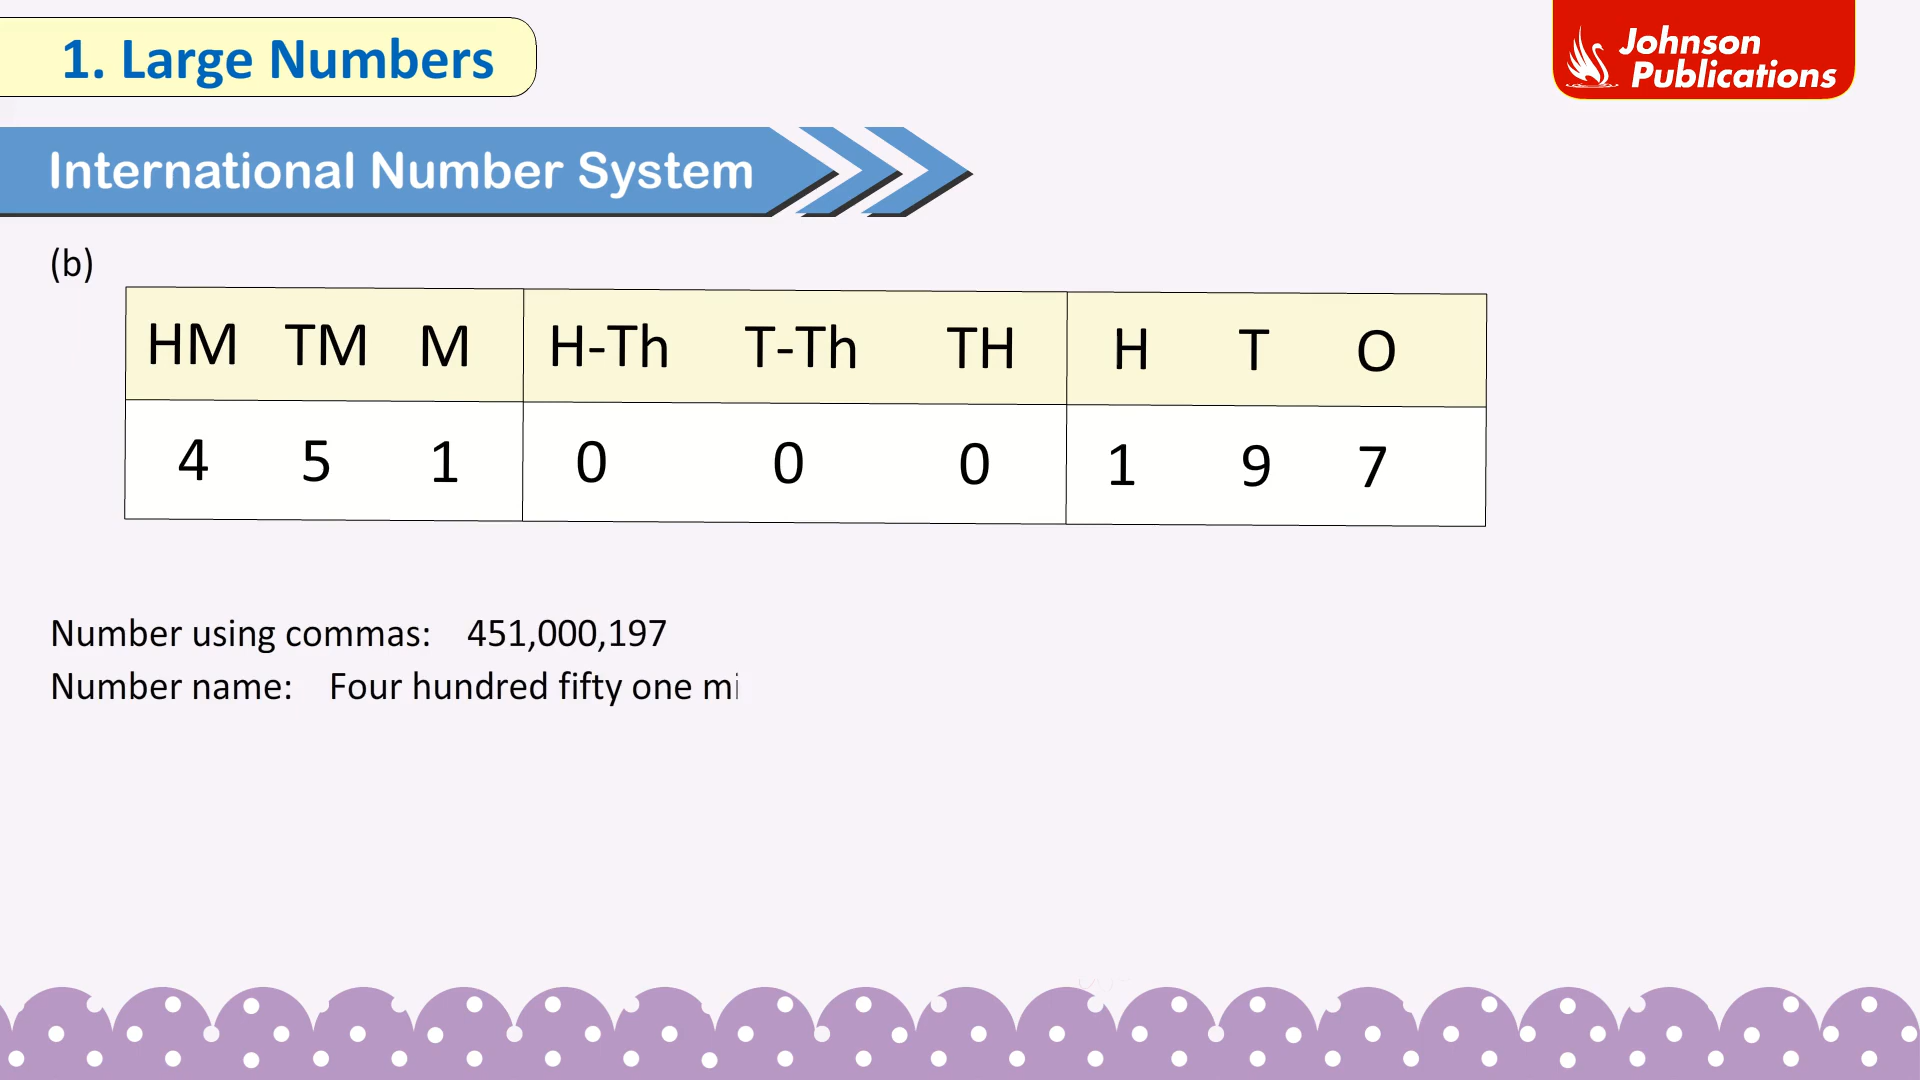 1. Large Numbers
Johnson
Publications
International Number System
(b)
HM TM M H-Th T-Th TH H T O
4 5 1 0 0 0 1 9 7
Number using commas: 451,000,197
Number name: Four hundred fifty one mi